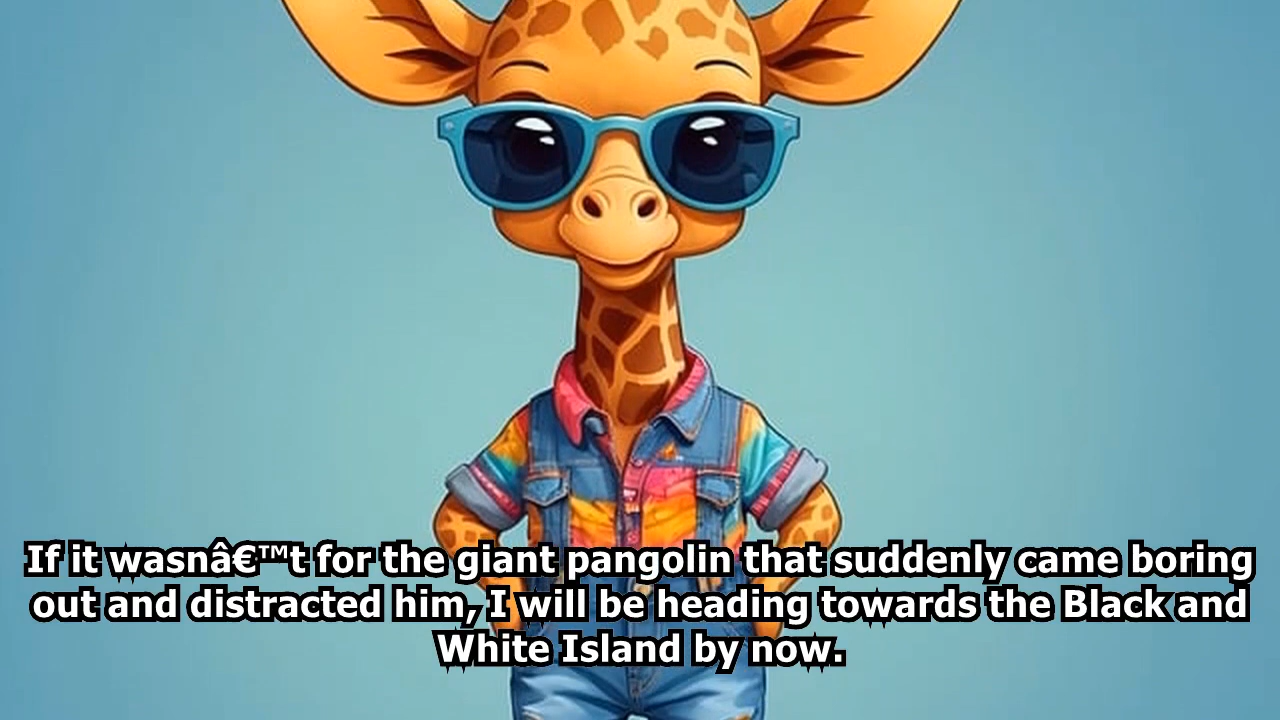 If it wasnâ€™t for the giant pangolin that suddenly came boring
out and distracted him, I will be heading towards the Black and
White Island by now.